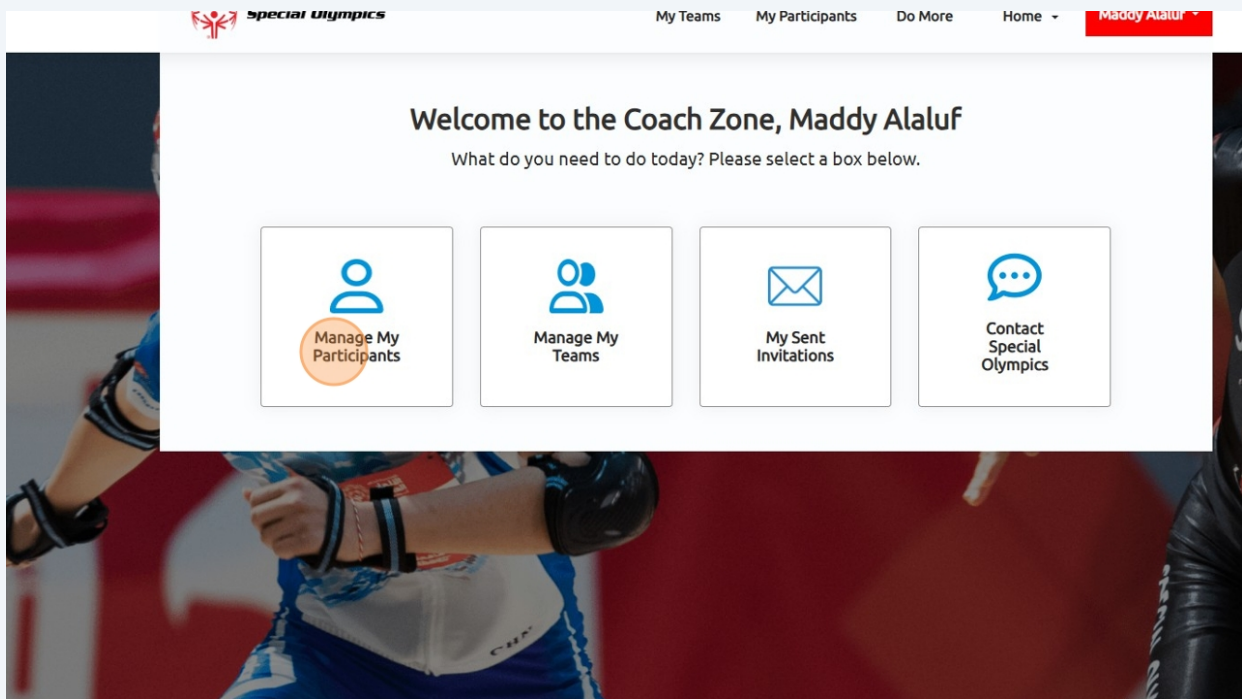 Special Olympics
My Teams My Participants Do More Home Maddy Alaluf
Welcome to the Coach Zone, Maddy Alaluf
What do you need to do today? Please select a box below.
Manage My
Participants
Manage My
Teams
My Sent
Invitations
Contact
Special
Olympics
CHN